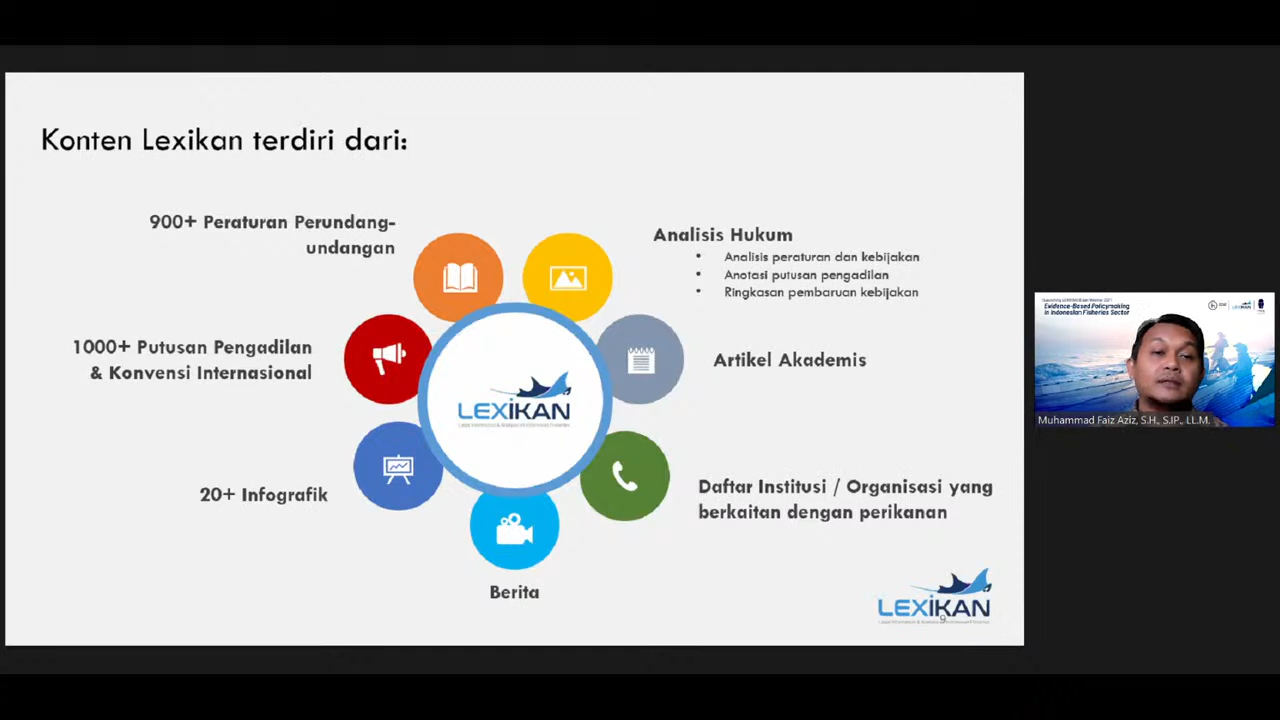 Konten Lexikan terdiri dari:
900+ Peraturan Perundang-
undangan
Analisis Hukum
• Analisis peraturan dan kebijakan
• Anotasi putusan pengadilan
• Ringkasan pembaruan kebijakan
1000+ Putusan Pengadilan
& Konvensi Internasional
Artikel Akademis
LEXIKAN
20+ Infografik
Daftar Institusi / Organisasi yang
berkaitan dengan perikanan
Berita
LEXIKAN
9
Evidence-Based Policymaking
in Indonesian Fisheries Sector
Muhammad Faiz Aziz, S.H., S.IP., LL.M.